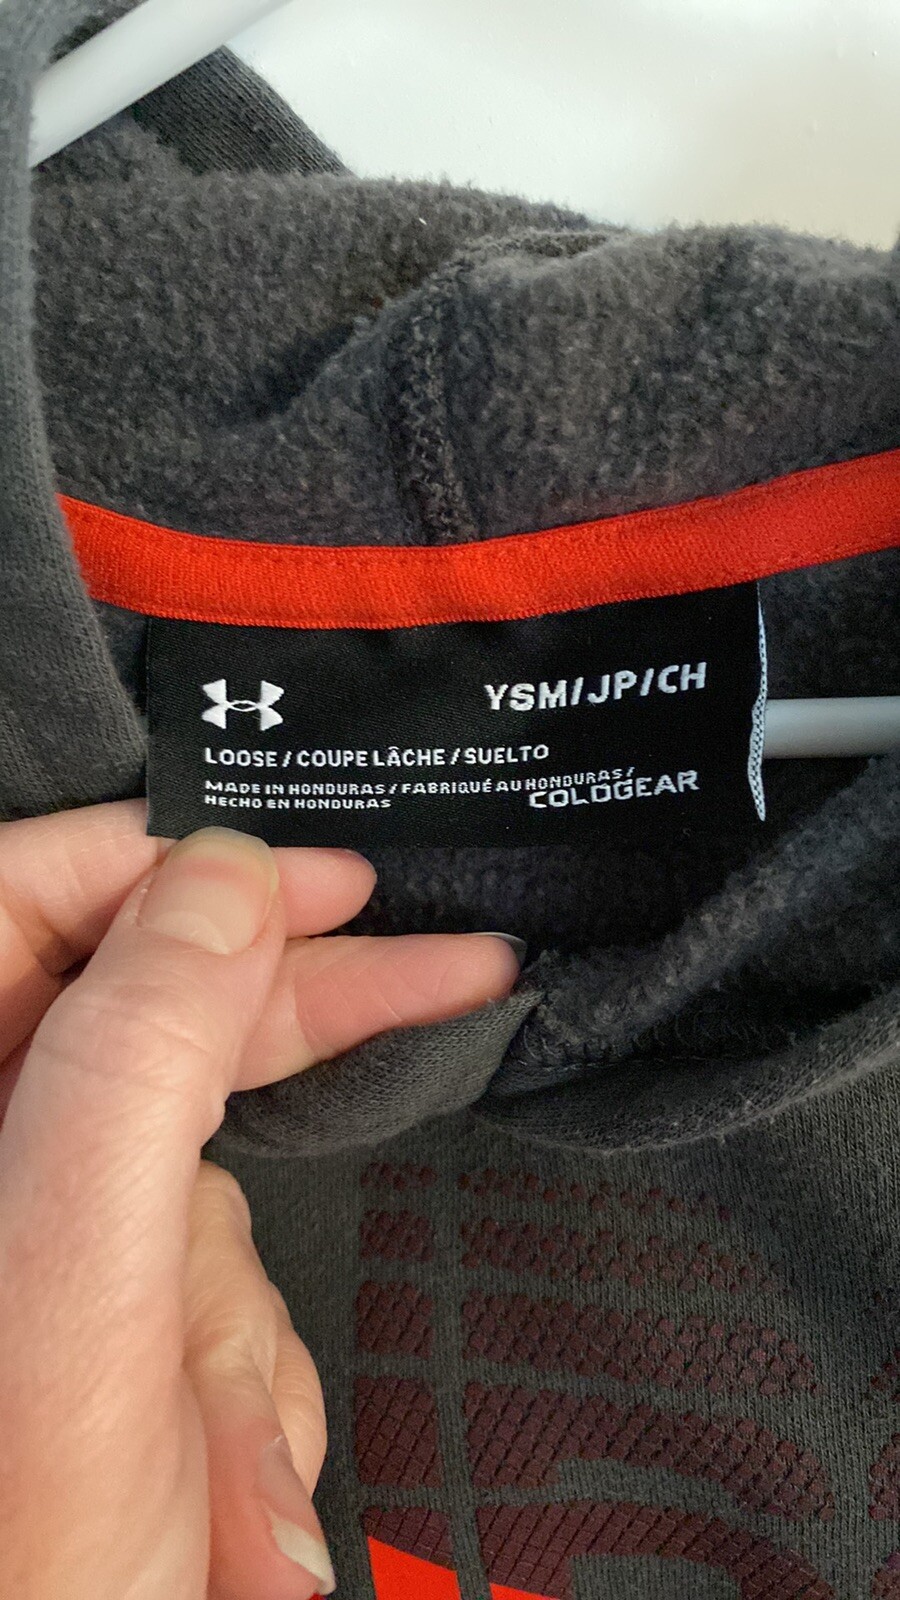 YSM/JP/CH
LOOSE / COUPE LÂCHE / SUELTO
MADE IN HONDURAS / FABRIQUÉ AU HONDURAS /
HECHO EN HONDURAS
COLDGEAR